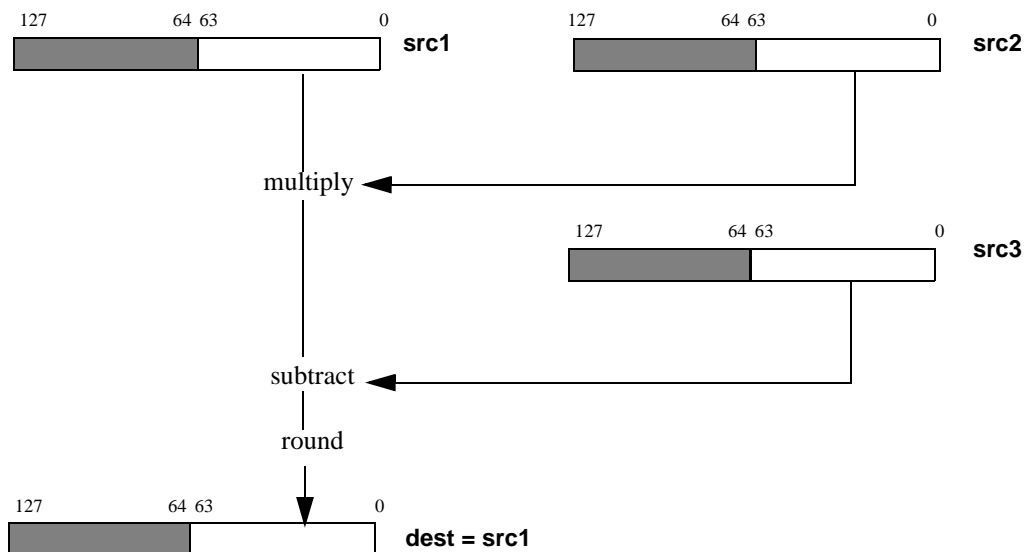 127 64 63 0 src1
127 64 63 0 src2
multiply
127 64 63 0 src3
subtract
round
127 64 63 0
dest = src1